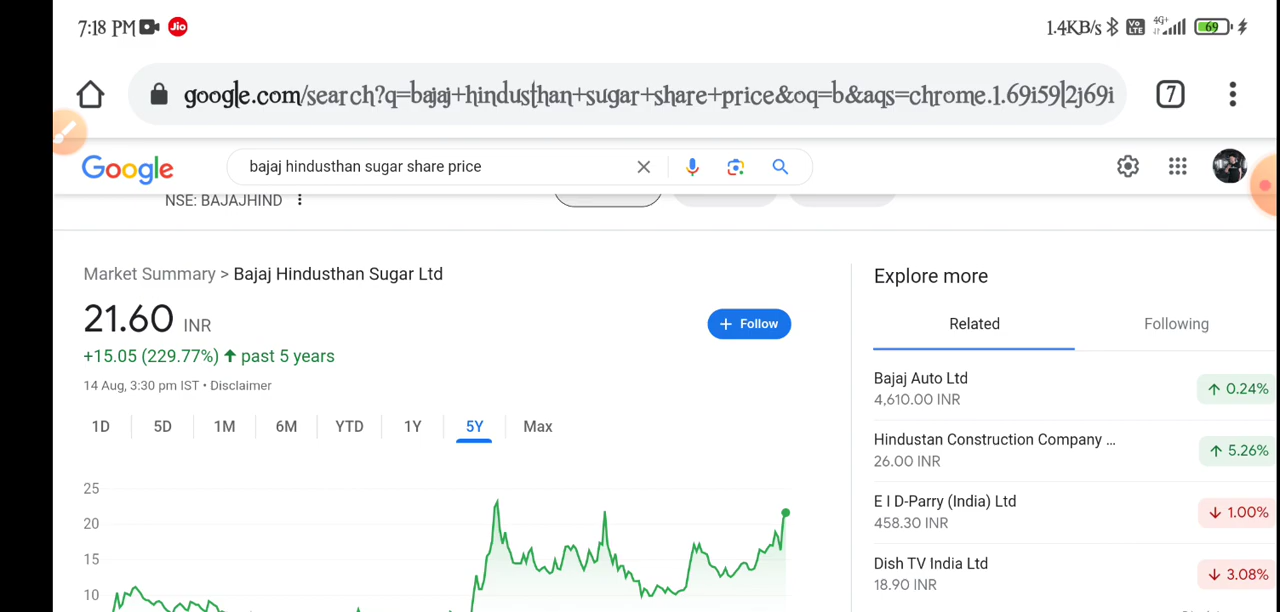 7:18 PM Jio 1.4KB/s Vo LTE 4G+ 69
google.com/search?q=bajaj+hindusthan+sugar+share+price&oq=b&aqs=chrome.1.69i59l2j69i 7
Google bajaj hindusthan sugar share price
NSE: BAJAJHIND
Market Summary > Bajaj Hindusthan Sugar Ltd
21.60 INR
+ Follow
+15.05 (229.77%) ↑ past 5 years
14 Aug, 3:30 pm IST • Disclaimer
1D 5D 1M 6M YTD 1Y 5Y Max
25
20
15
10
Explore more
Related Following
Bajaj Auto Ltd
4,610.00 INR
↑ 0.24%
Hindustan Construction Company ...
26.00 INR
↑ 5.26%
E I D-Parry (India) Ltd
458.30 INR
↓ 1.00%
Dish TV India Ltd
18.90 INR
↓ 3.08%